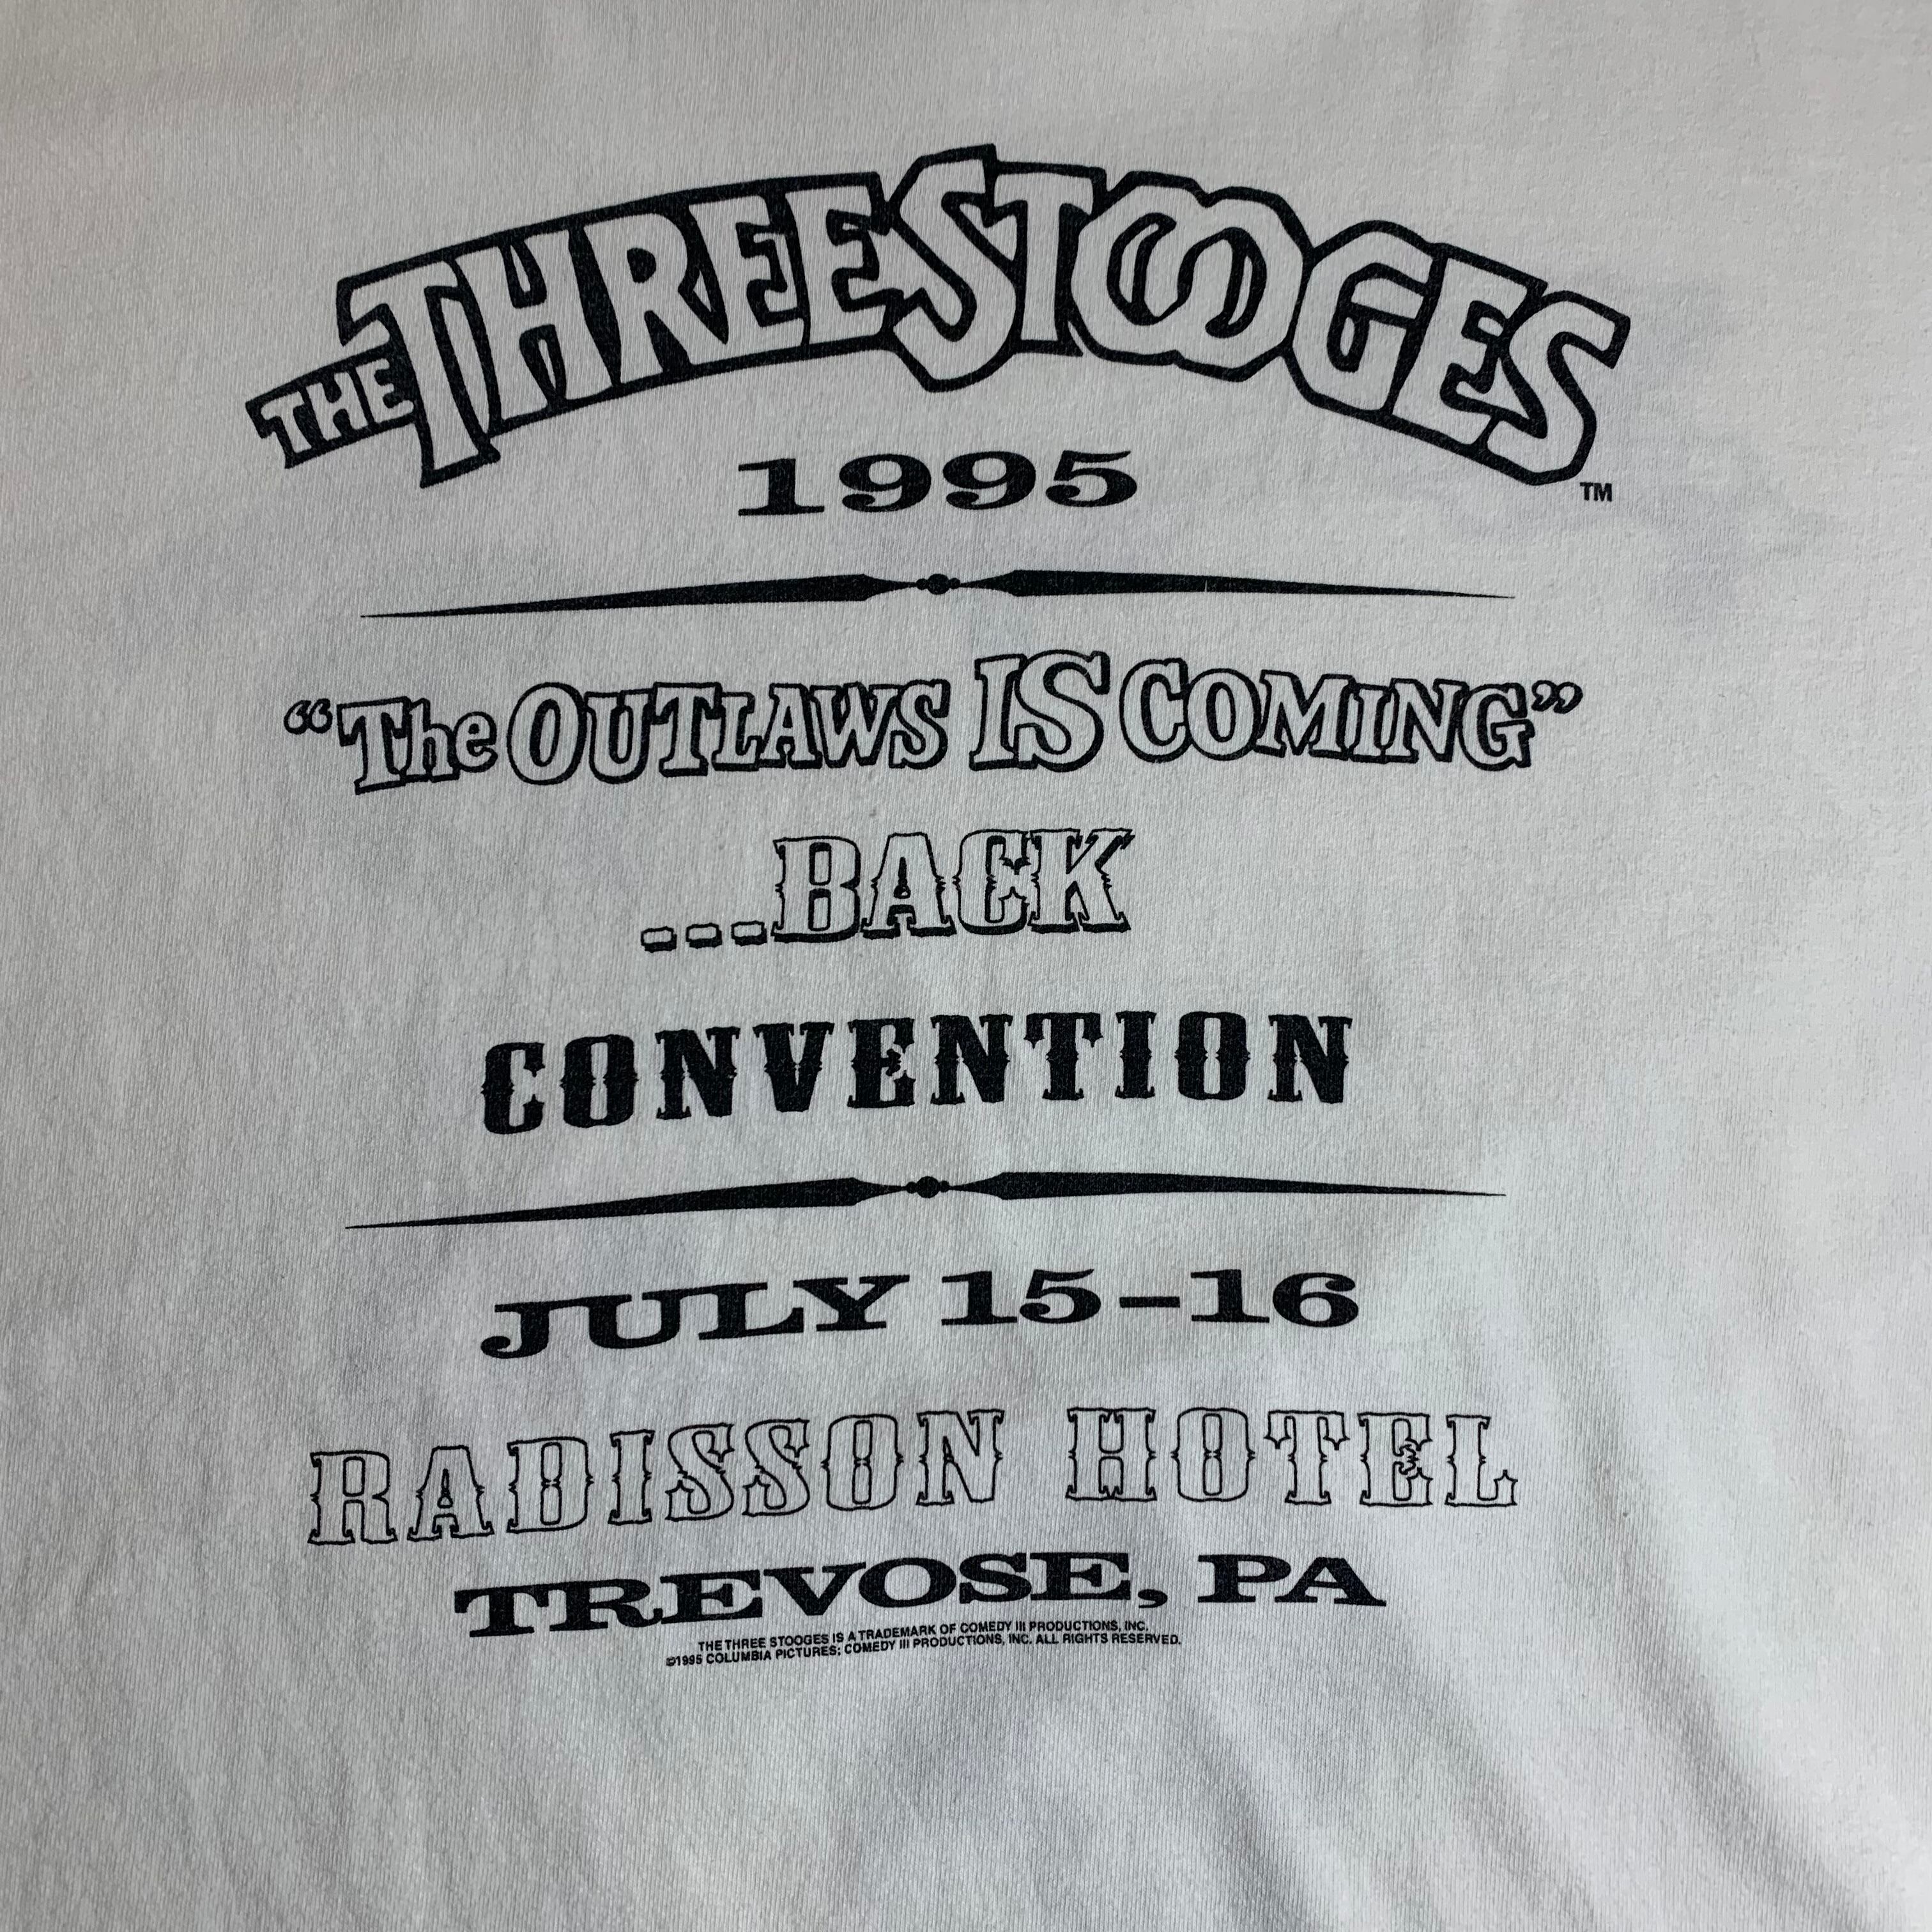 THE THREE STOOGES TM
1995
“The OUTLAWS IS COMING”
...BACK
CONVENTION
JULY 15–16
RADISSON HOTEL
TREVOSE, PA
THE THREE STOOGES IS A TRADEMARK OF COMEDY III PRODUCTIONS, INC.
©1995 COLUMBIA PICTURES; COMEDY III PRODUCTIONS, INC. ALL RIGHTS RESERVED.